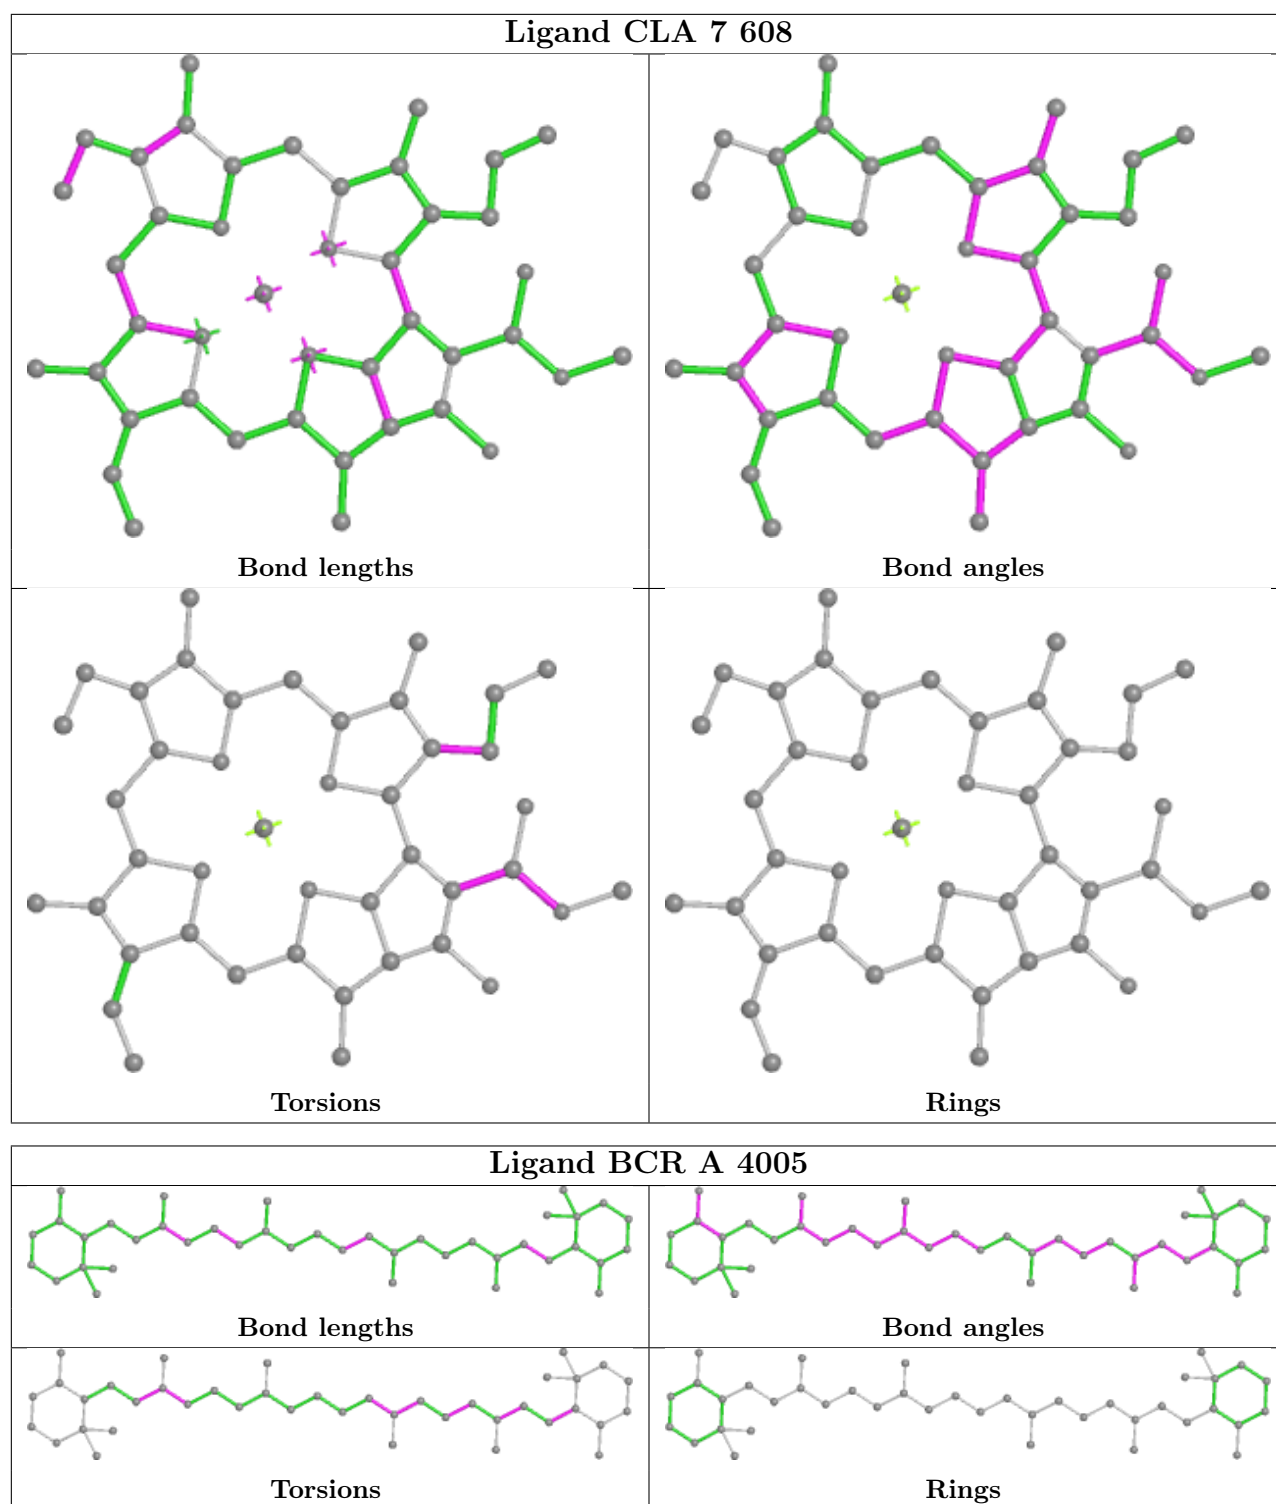 Ligand CLA 7 608
Bond lengths
Bond angles
Torsions
Rings
Ligand BCR A 4005
Bond lengths
Bond angles
Torsions
Rings